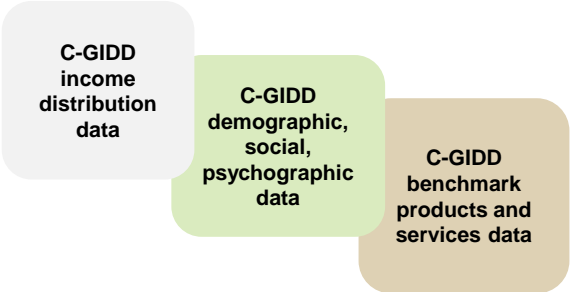 C-GIDD
income
distribution
data
C-GIDD
demographic,
social,
psychographic
data
C-GIDD
benchmark
products and
services data